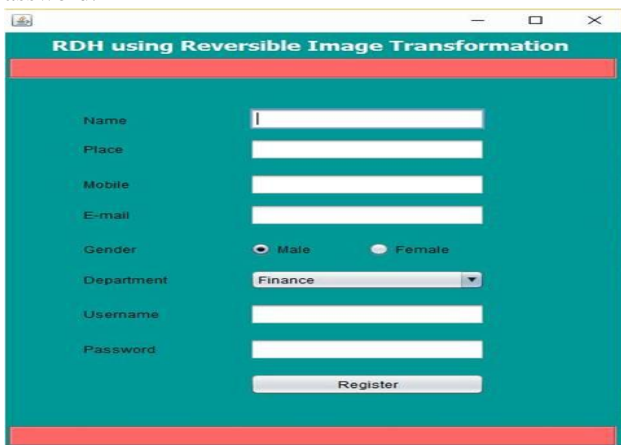 RDH using Reversible Image Transformation
Name
Place
Mobile
E-mail
Gender Male Female
Department Finance
Username
Password
Register